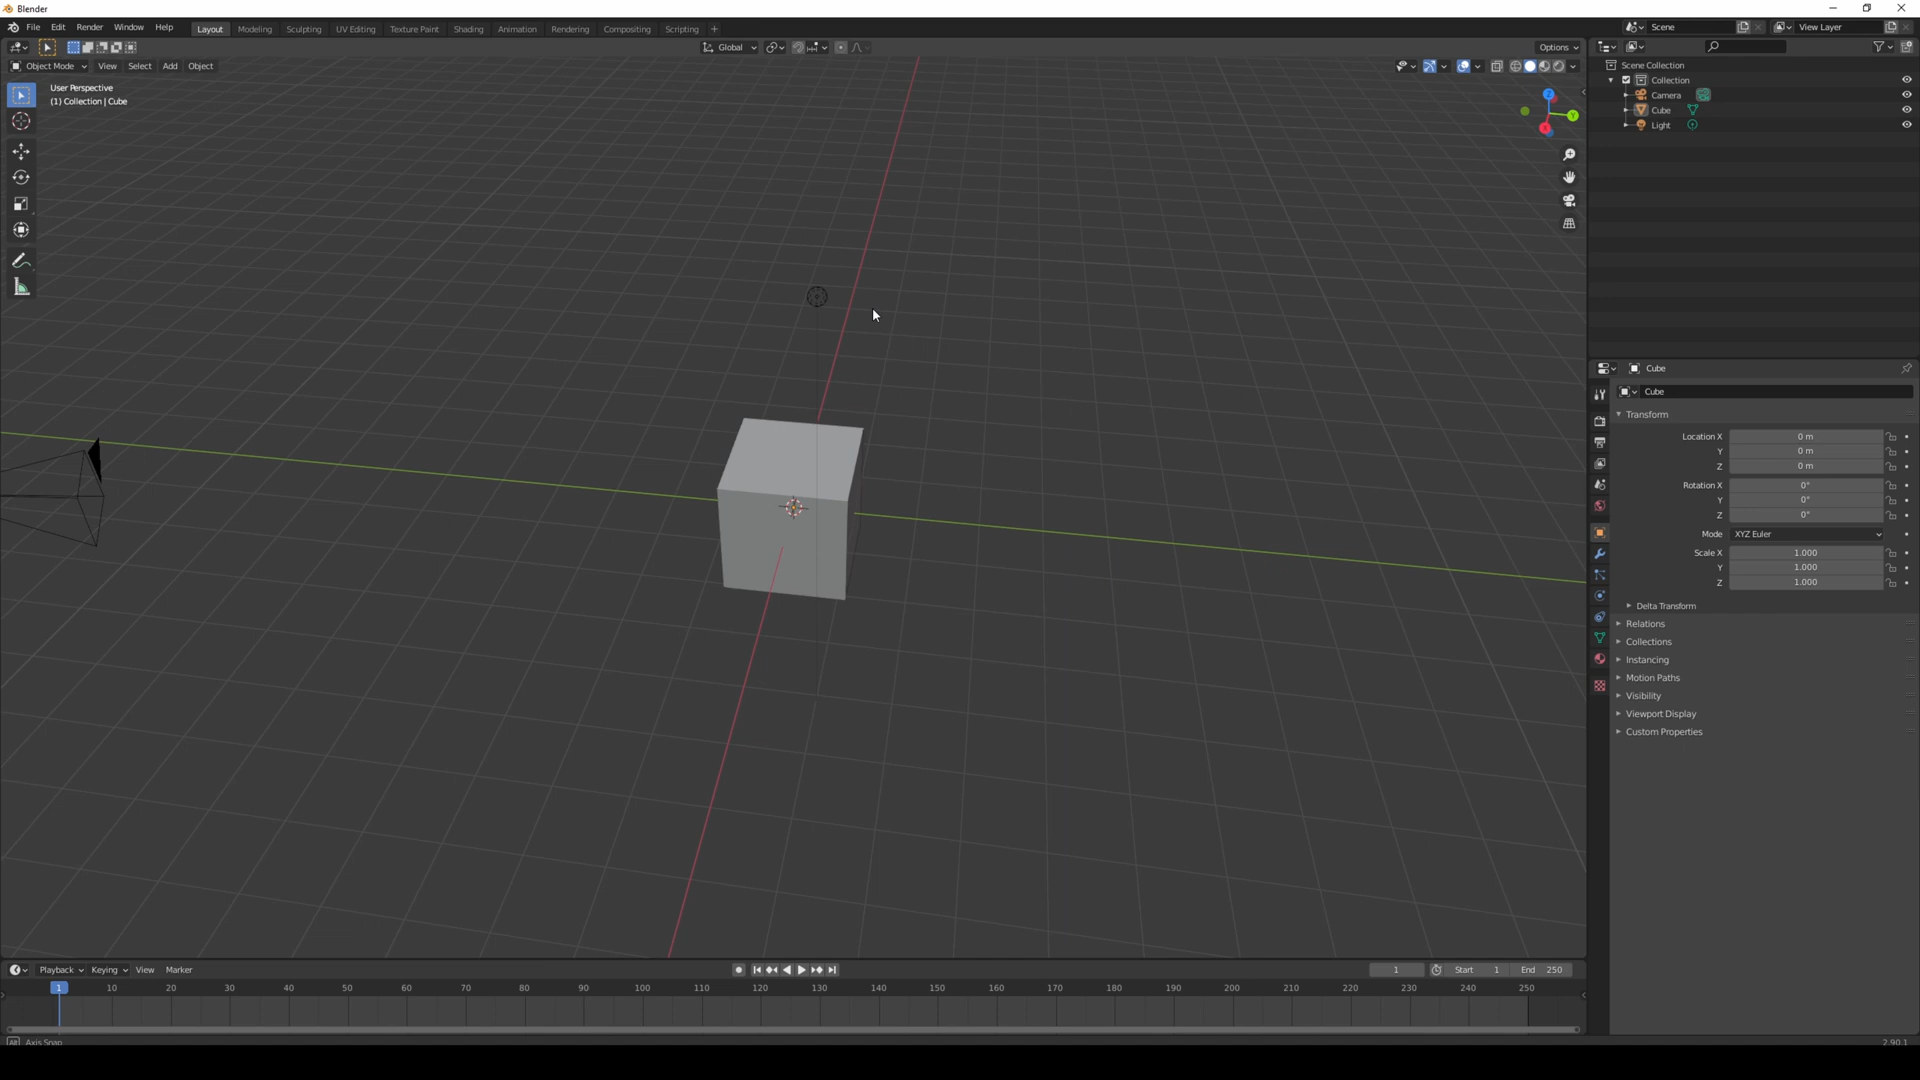 Blender
File Edit Render Window Help Layout Modeling Sculpting UV Editing Texture Paint Shading Animation Rendering Compositing Scripting + Scene View Layer
Global Options
Object Mode View Select Add Object
User Perspective
(1) Collection | Cube
Z
Y
X
Scene Collection
Collection
Camera
Cube
Light
Cube
Cube
Transform
Location X 0 m
Y 0 m
Z 0 m
Rotation X 0°
Y 0°
Z 0°
Mode XYZ Euler
Scale X 1.000
Y 1.000
Z 1.000
Delta Transform
Relations
Collections
Instancing
Motion Paths
Visibility
Viewport Display
Custom Properties
Playback Keying View Marker 1 Start 1 End 250
1 10 20 30 40 50 60 70 80 90 100 110 120 130 140 150 160 170 180 190 200 210 220 230 240 250
Alt Axis Snap 2.90.1